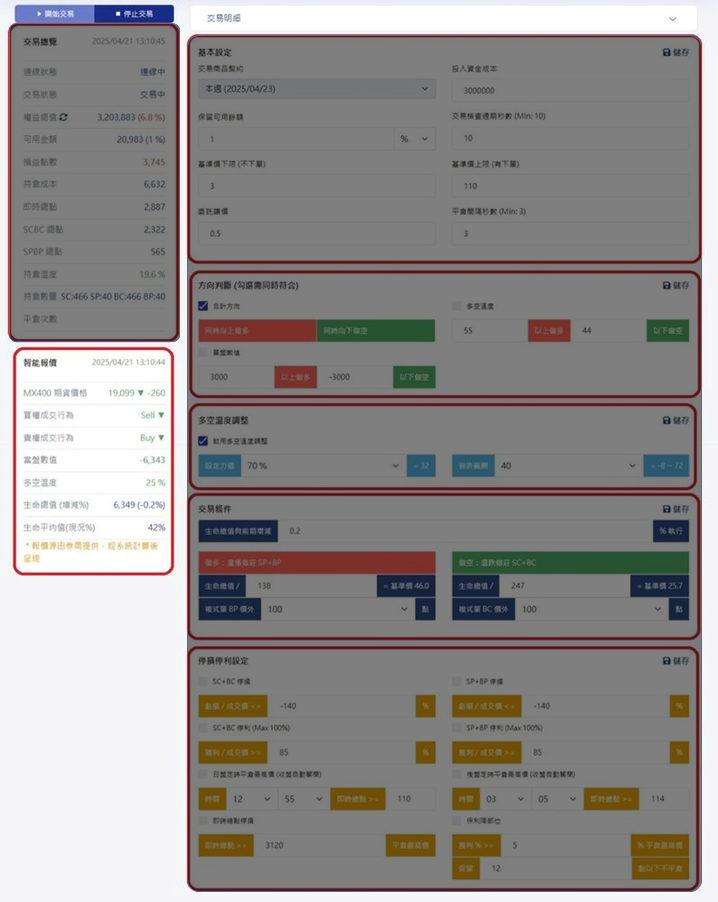 開始交易
停止交易
交易總覽 2025/04/21 13:10:45
連線狀態 連線中
交易狀態 交易中
權益總值 3,203,883 (6.8 %)
可用金額 20,983 (1 %)
損益點數 3,745
持倉成本 6,632
即時總點 2,887
SCBC 總點 2,322
SPBP 總點 565
持倉溫度 19.6 %
持倉數量 SC:466 SP:40 BC:466 BP:40
平倉次數
智能報價 2025/04/21 13:10:44
MX400 期貨價格 19,099 ▼ -260
買權成交行為 Sell ▼
賣權成交行為 Buy ▼
當盤數值 -6,343
多空溫度 25 %
生命總值 (增減%) 6,349 (-0.2%)
生命平均值(現況%) 42%
* 報價源由券商提供，經系統計算後
呈現
交易明細
基本設定 儲存
交易商品契約 投入資金成本
本週 (2025/04/23) 3000000
保留可用餘額 交易檢查週期秒數 (Min: 10)
1 % 10
基準價下限 (不下單) 基準價上限 (有下單)
3 110
委託讓價 平倉間隔秒數 (Min: 3)
0.5 3
方向判斷 (勾選需同時符合) 儲存
合計方向 多空溫度
同時向上做多 同時向下做空 55 以上做多 44 以下做空
當盤數值
3000 以上做多 -3000 以下做空
多空溫度調整 儲存
啟用多空溫度調整
設定力道 70 % = 32 容許範圍 40 = -8 ~ 72
交易條件 儲存
生命總值與前期增減 0.2 % 執行
做多：當漲做莊 SP+BP 做空：當跌做莊 SC+BC
生命總值 / 138 = 基準價 46.0 生命總值 / 247 = 基準價 25.7
複式單 BP 價外 100 點 複式單 BC 價外 100 點
停損停利設定 儲存
SC+BC 停損 SP+BP 停損
虧損 / 成交價 <= -140 % 虧損 / 成交價 <= -140 %
SC+BC 停利 (Max 100%) SP+BP 停利 (Max 100%)
獲利 / 成交價 >= 85 % 獲利 / 成交價 >= 85 %
日盤定時平倉最高價 (收盤自動關閉) 夜盤定時平倉最高價 (收盤自動關閉)
時間 12 55 即時總點 >= 110 時間 03 05 即時總點 >= 114
即時總點停損 保利降部位
即時總點 >= 3120 平倉最高價 獲利 % >= 5 % 平倉最高價
保留 12 點以下不平倉